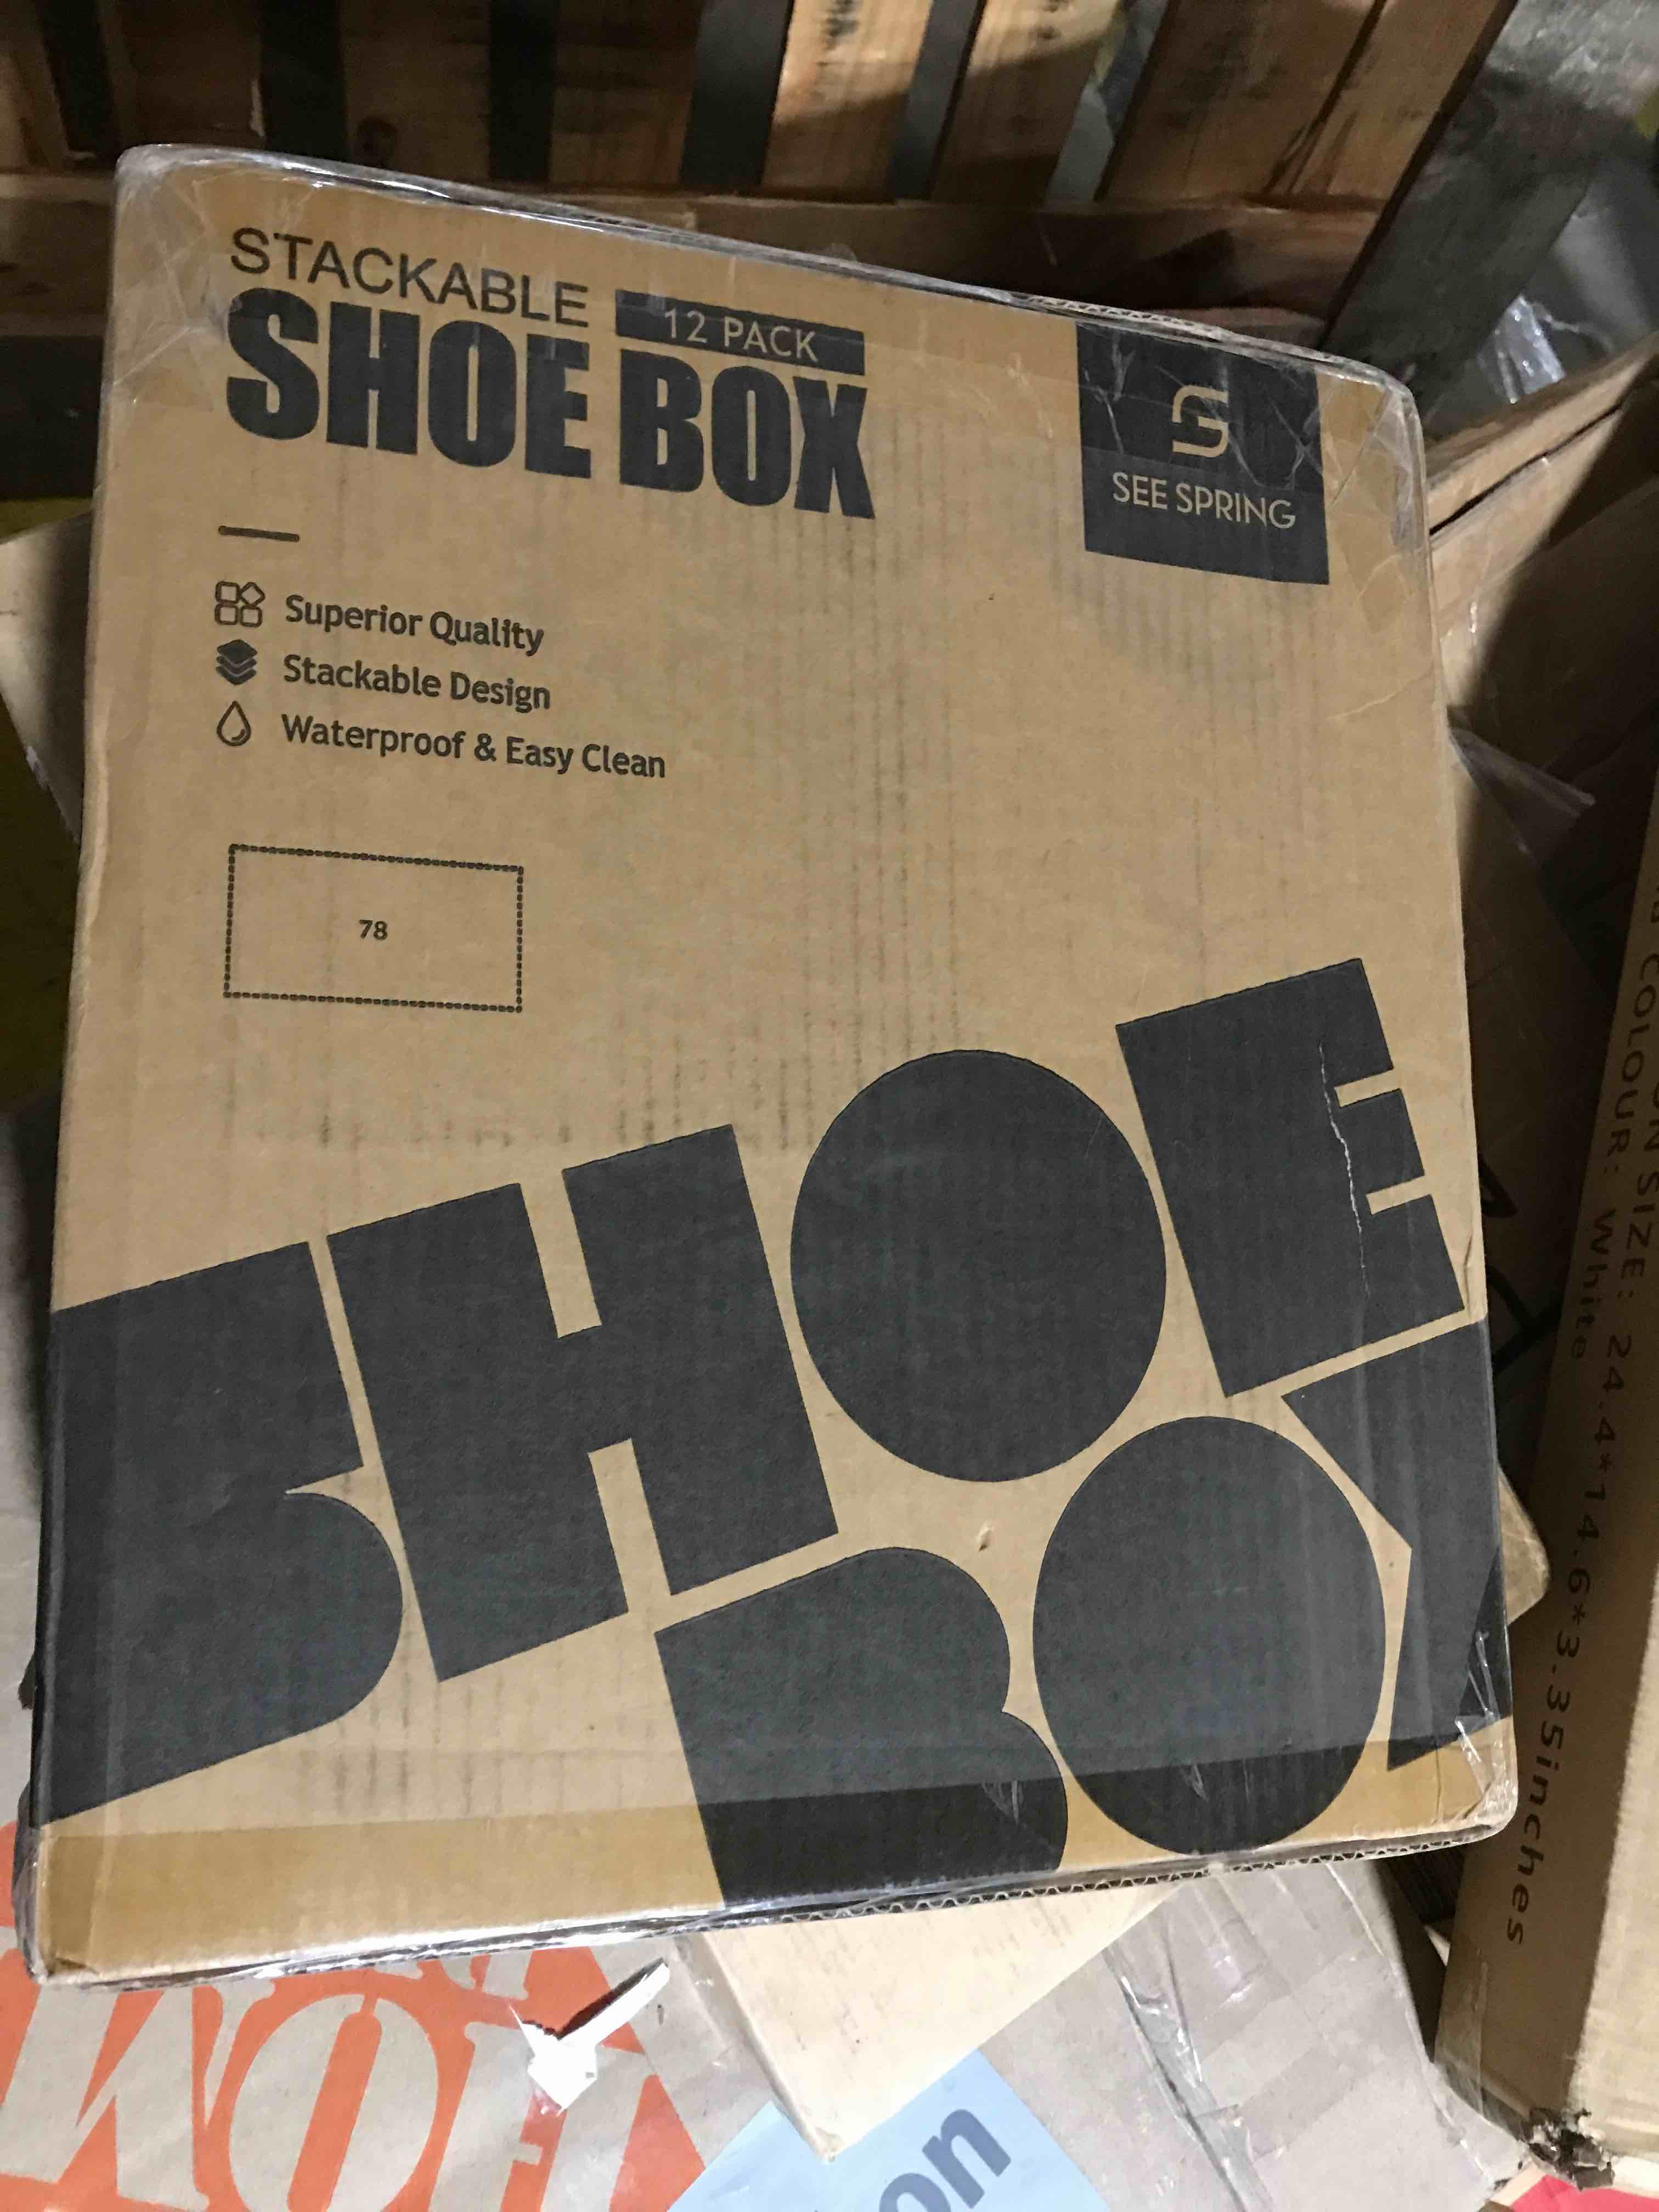 STACKABLE
12 PACK
SHOE BOX
SEE SPRING
Superior Quality
Stackable Design
Waterproof & Easy Clean
78
SHOE
BOX
SIZE: 24.4*14.6*3.35inches
COLOUR: White